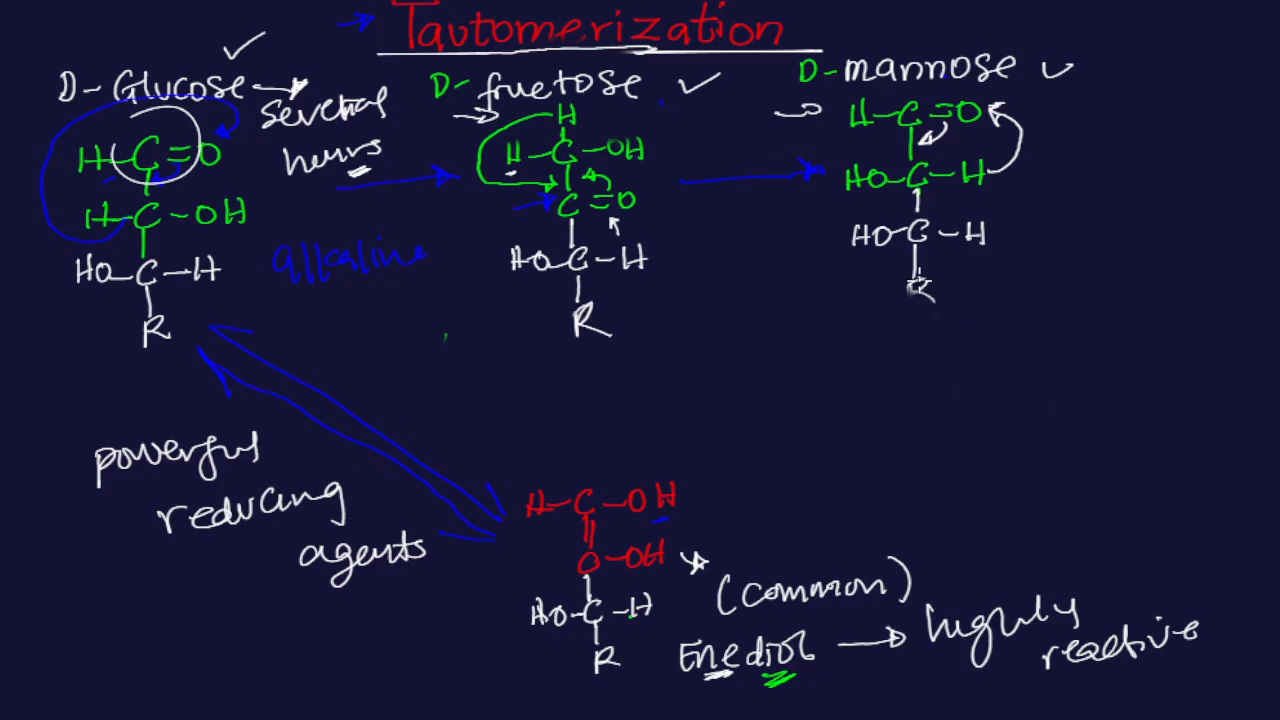 Tautomerization
D- Glucose
several
hours
alkaline
H-C=O
H-C-OH
HO-C-H
R
D- fructose
H
H-C-OH
C=O
HO-C-H
R
D- mannose
H-C=O
HO-C-H
HO-C-H
R
powerful
reducing
agents
H-C-OH
C-OH
HO-C-H
R
(common)
Enediol
highly
reactive